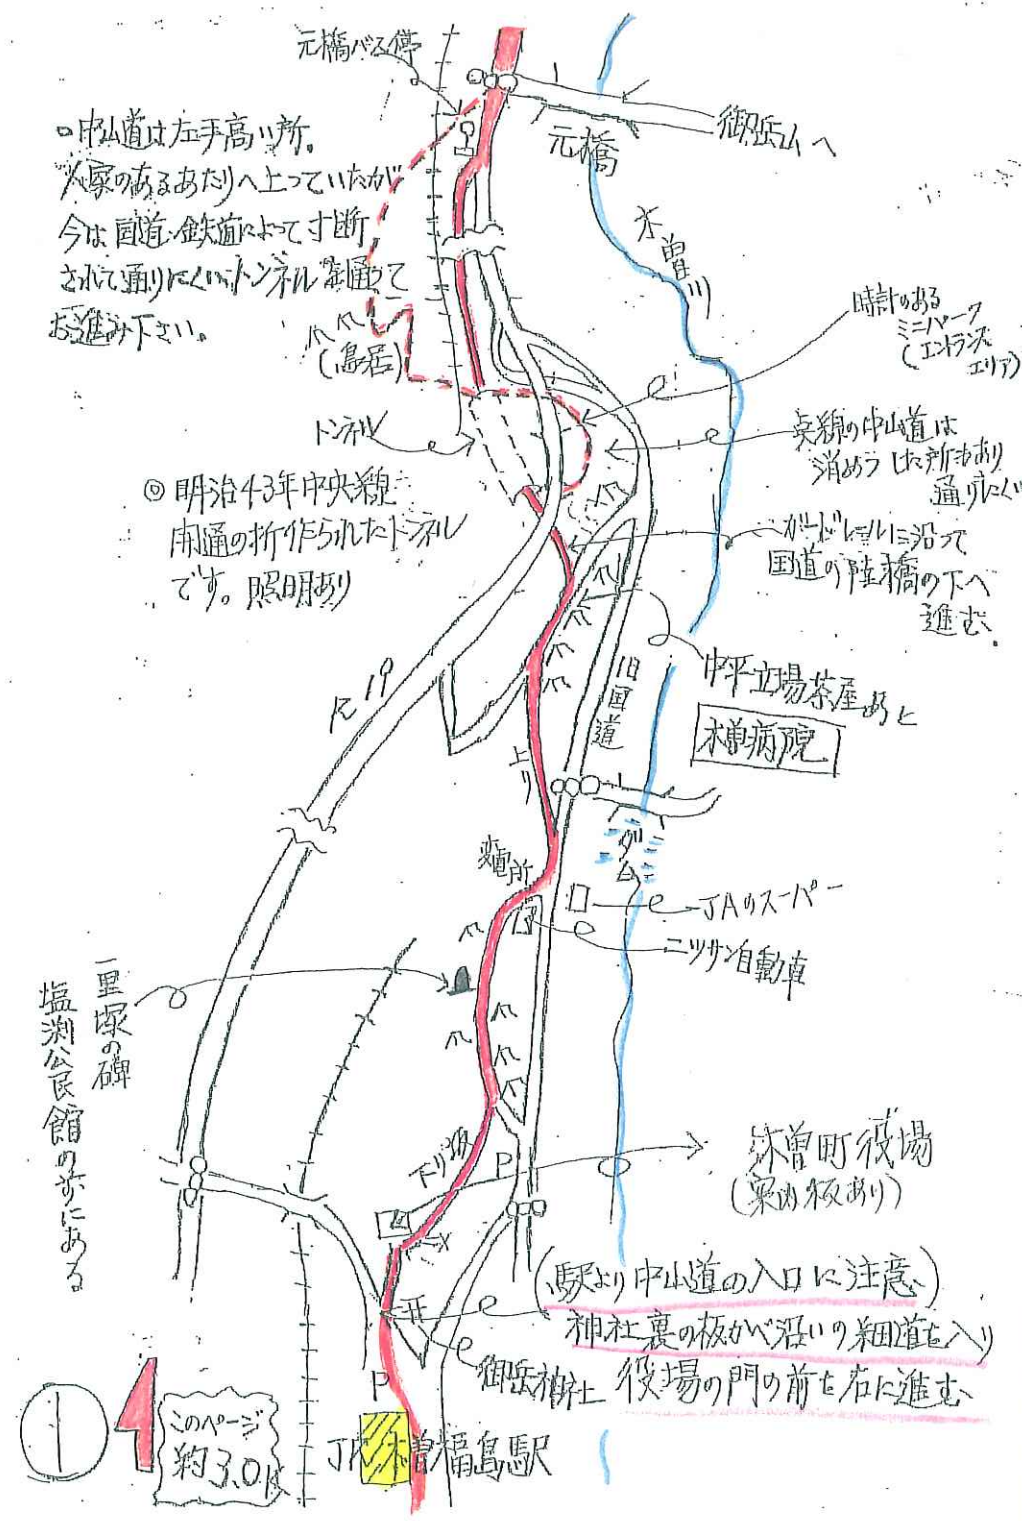 元橋バス停
御岳山へ
元橋
○中山道は左手高い所。
人家のあるあたりへ上っていたが
今は国道・鉄道によって寸断
されて通りにくいトンネルを通って
お進み下さい。
木曽川
時計のある
ミニパーク
(エントランス
エリア)
(鳥居)
トンネル
点線の中山道は
消めつした所もあり
通りにくい
◎明治43年中央線
開通の折作られたトンネル
です。照明あり
ガードレールに沿って
国道の陸橋の下へ
進む、
中平立場茶屋あと
R19
旧国道
木曽病院
上り
変電所
ダム
JAのスーパー
ニッサン自動車
一里塚の碑
塩渕公民館の歩にある
下り坂
P
木曽町役場
(案内板あり)
(駅より中山道の入口に注意、)
神社裏の板かべ沿いの細道を入り
役場の門の前を右に進む、
御岳神社
P
JR木曽福島駅
1
このページ
約3.0K